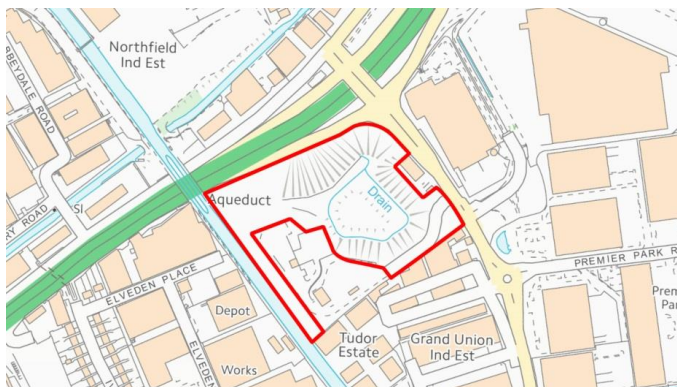 Northfield
Ind Est
BBEYDALE ROAD
SI
RY ROAD
Aqueduct
Drain
ELVEDEN PLACE
PREMIER PARK R
Depot
ELVEDEN
Prem
Par
Tudor
Estate
Grand Union
Ind Est
Works